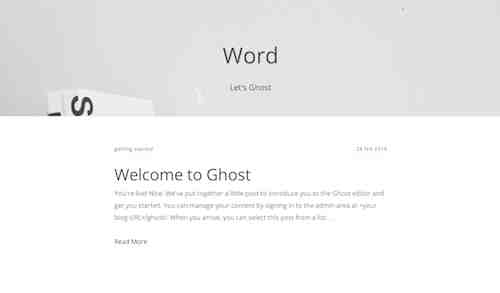 S
Word
Let's Ghost
getting started
Welcome to Ghost
You're live! Nice. We've put together a little post to introduce you to the Ghost editor and
get you started. You can manage your content by signing in to the admin area at <your
blog URL>/ghost/. When you arrive, you can select this post from a list …
Read More